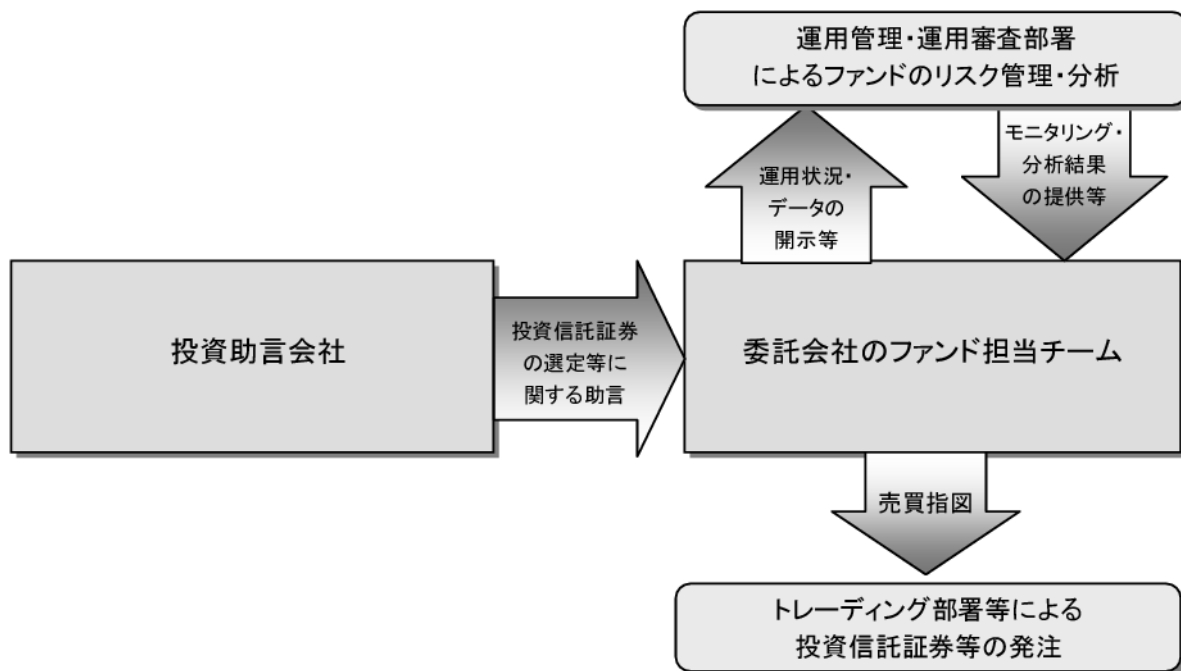 運用管理・運用審査部署
によるファンドのリスク管理・分析
運用状況・
データの
開示等
モニタリング・
分析結果
の提供等
投資助言会社
投資信託証券
の選定等に
関する助言
委託会社のファンド担当チーム
売買指図
トレーディング部署等による
投資信託証券等の発注